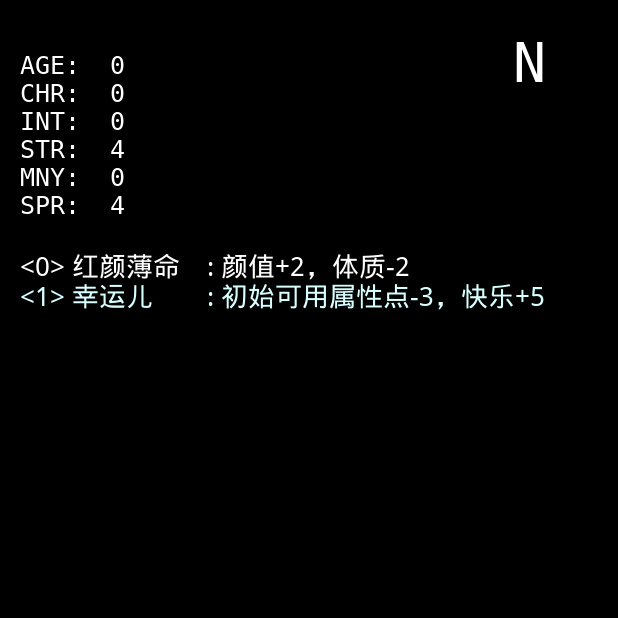 N
AGE: 0
CHR: 0
INT: 0
STR: 4
MNY: 0
SPR: 4
<0> 红颜薄命 : 颜值+2，体质-2
<1> 幸运儿 : 初始可用属性点-3，快乐+5